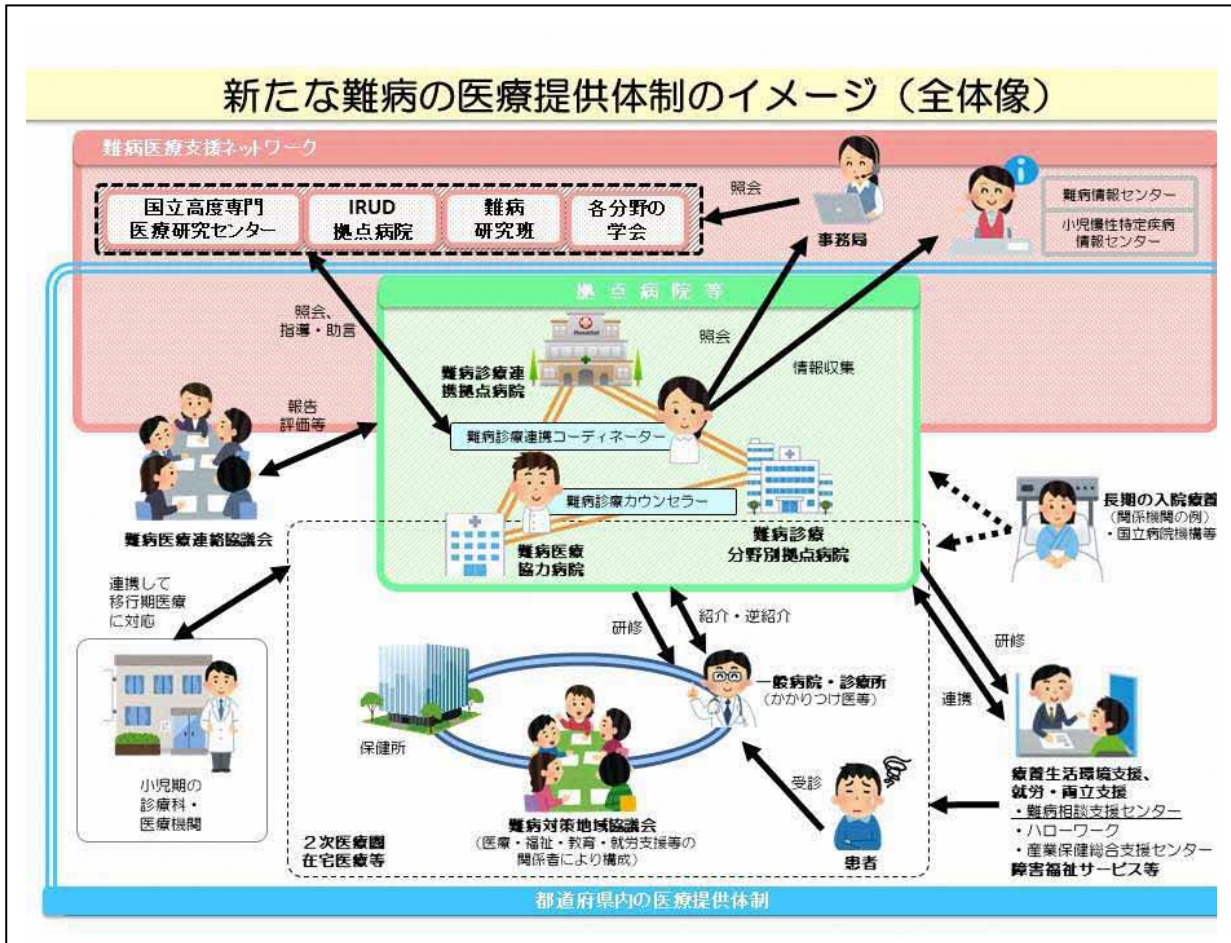 新たな難病の医療提供体制のイメージ（全体像）
難病医療支援ネットワーク
国立高度専門
医療研究センター
IRUD
拠点病院
難病
研究班
各分野の
学会
照会
事務局
難病情報センター
小児慢性特定疾病
情報センター
拠点病院等
照会、
指導・助言
難病診療連
携拠点病院
照会
情報収集
報告
評価等
難病診療連携コーディネーター
難病診療カウンセラー
難病医療連絡協議会
難病医療
協力病院
難病診療
分野別拠点病院
長期の入院療養
（関係機関の例）
・国立病院機構等
連携して
移行期医療
に対応
研修
紹介・逆紹介
研修
連携
一般病院・診療所
（かかりつけ医等）
保健所
小児期の
診療科・
医療機関
受診
難病対策地域協議会
（医療・福祉・教育・就労支援等の
関係者により構成）
２次医療圏
在宅医療等
患者
療養生活環境支援、
就労・両立支援
・難病相談支援センター
・ハローワーク
・産業保健総合支援センター
障害福祉サービス等
都道府県内の医療提供体制